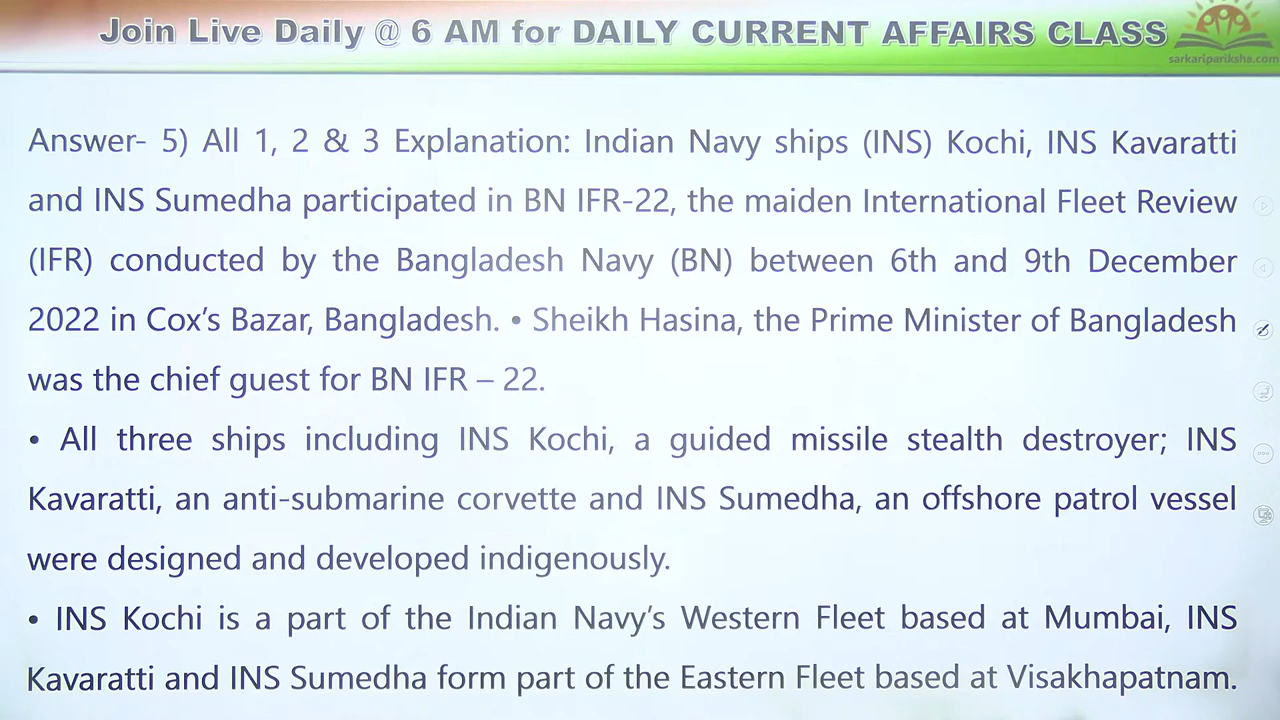 Join Live Daily @ 6 AM for DAILY CURRENT AFFAIRS CLASS
sarkaripariksha.com
Answer- 5) All 1, 2 & 3 Explanation: Indian Navy ships (INS) Kochi, INS Kavaratti
and INS Sumedha participated in BN IFR-22, the maiden International Fleet Review
(IFR) conducted by the Bangladesh Navy (BN) between 6th and 9th December
2022 in Cox’s Bazar, Bangladesh. • Sheikh Hasina, the Prime Minister of Bangladesh
was the chief guest for BN IFR – 22.
• All three ships including INS Kochi, a guided missile stealth destroyer; INS
Kavaratti, an anti-submarine corvette and INS Sumedha, an offshore patrol vessel
were designed and developed indigenously.
• INS Kochi is a part of the Indian Navy’s Western Fleet based at Mumbai, INS
Kavaratti and INS Sumedha form part of the Eastern Fleet based at Visakhapatnam.